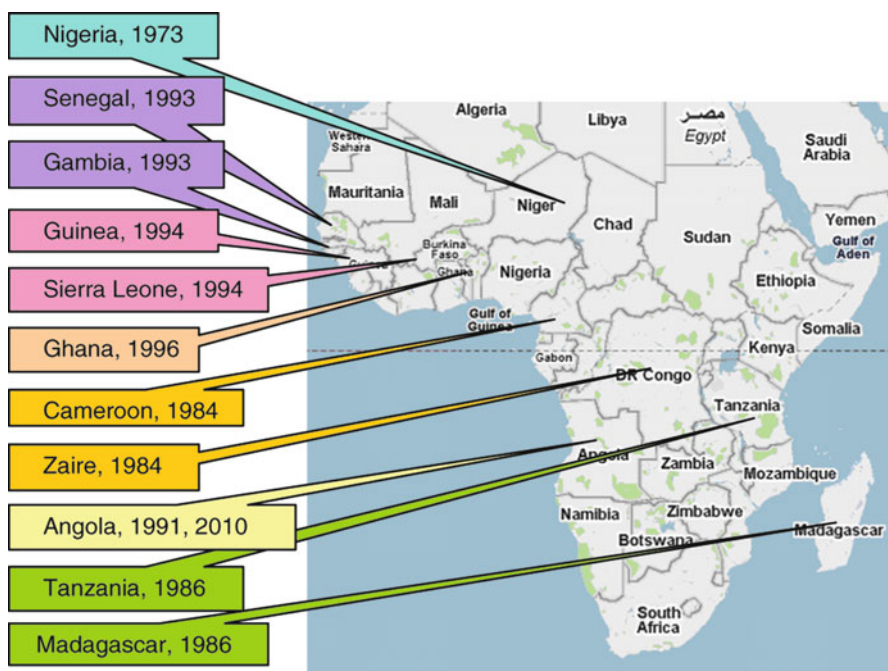 Nigeria, 1973
Senegal, 1993
Gambia, 1993
Guinea, 1994
Sierra Leone, 1994
Ghana, 1996
Cameroon, 1984
Zaire, 1984
Angola, 1991, 2010
Tanzania, 1986
Madagascar, 1986
Algeria
Libya
مصر
Egypt
Saudi
Arabia
Western
Sahara
Mauritania
Mali
Niger
Chad
Sudan
Yemen
Gulf of
Aden
Guinea
Burkina
Faso
Ghana
Nigeria
Ethiopia
Somalia
Gulf of
Guinea
Gabon
DR Congo
Kenya
Tanzania
Angola
Zambia
Mozambique
Namibia
Zimbabwe
Botswana
Madagascar
South
Africa